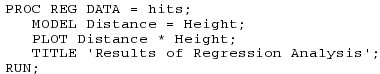 PROC REG DATA = hits;
MODEL Distance = Height;
PLOT Distance * Height;
TITLE 'Results of Regression Analysis';
RUN;